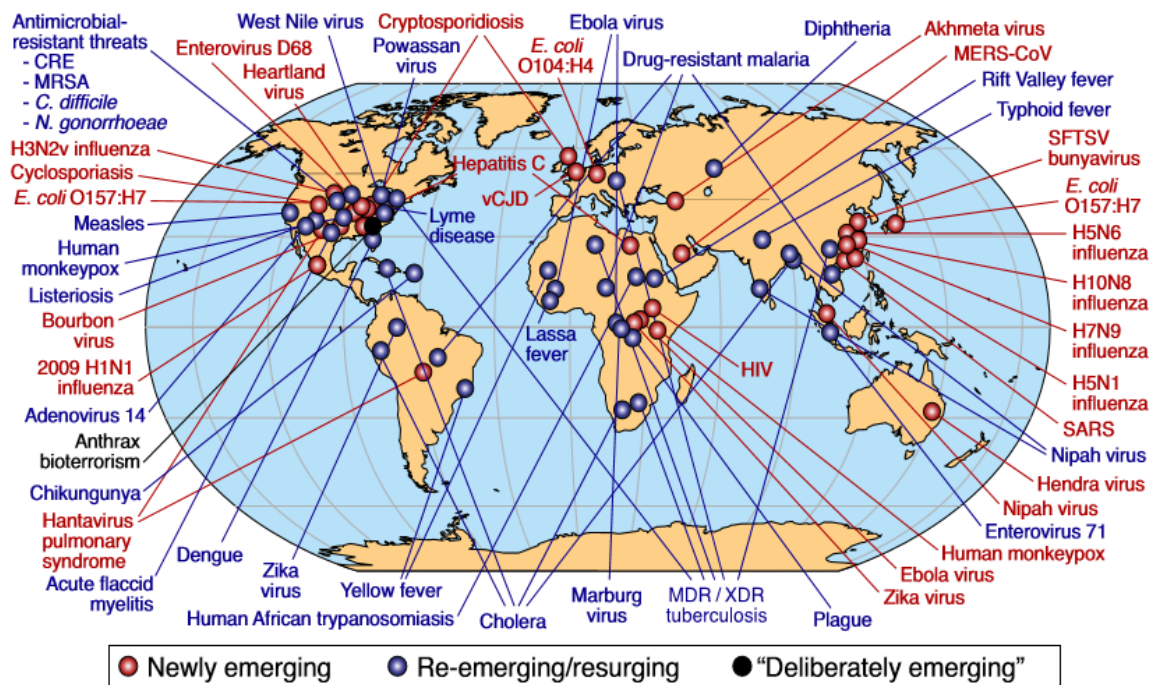 Antimicrobial-
resistant threats
- CRE
- MRSA
- C. difficile
- N. gonorrhoeae
West Nile virus
Enterovirus D68
Heartland
virus
Cryptosporidiosis
Powassan
virus
E. coli
O104:H4
Ebola virus
Drug-resistant malaria
Diphtheria
Akhmeta virus
MERS-CoV
Rift Valley fever
Typhoid fever
SFTSV
bunyavirus
E. coli
O157:H7
H5N6
influenza
H10N8
influenza
H7N9
influenza
H5N1
influenza
SARS
Nipah virus
Hendra virus
Nipah virus
Enterovirus 71
Human monkeypox
Ebola virus
Zika virus
H3N2v influenza
Cyclosporiasis
E. coli O157:H7
Measles
Human
monkeypox
Listeriosis
Bourbon
virus
2009 H1N1
influenza
Adenovirus 14
Anthrax
bioterrorism
Chikungunya
Hantavirus
pulmonary
syndrome
Acute flaccid
myelitis
Hepatitis C
vCJD
Lyme
disease
Lassa
fever
HIV
Dengue
Zika
virus
Yellow fever
Human African trypanosomiasis
Cholera
Marburg
virus
MDR / XDR
tuberculosis
Plague
Newly emerging
Re-emerging/resurging
“Deliberately emerging”